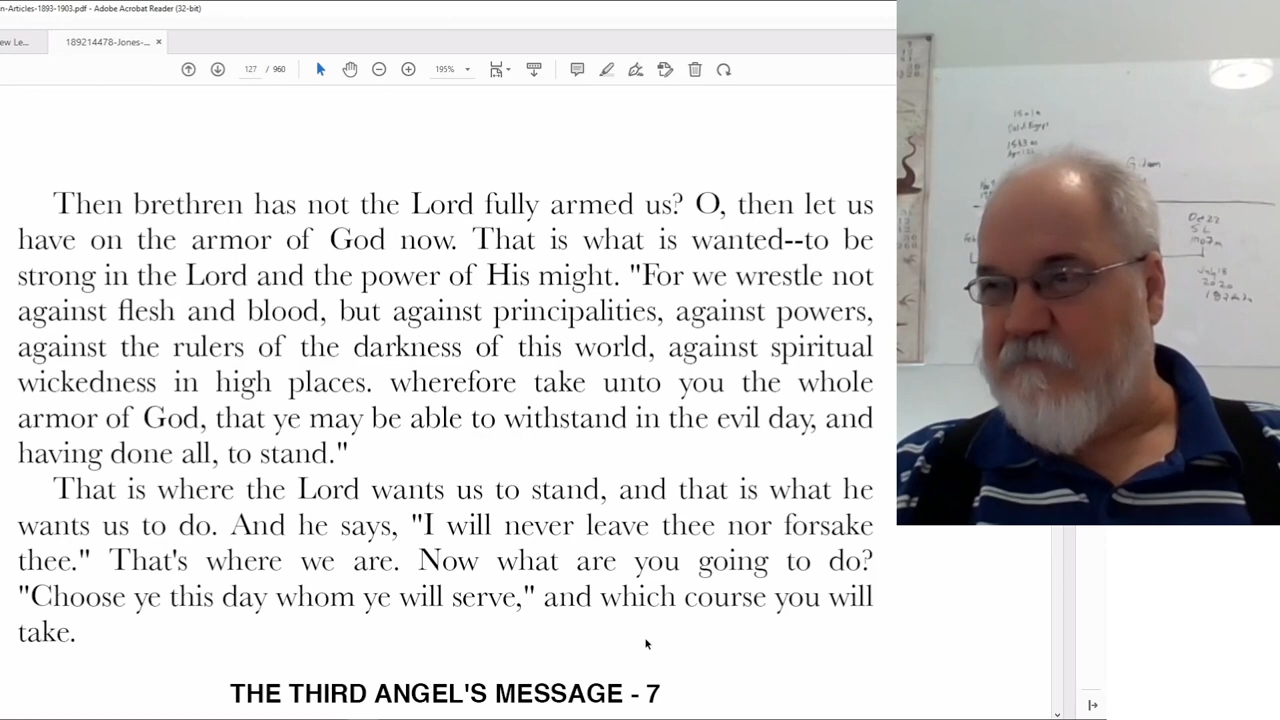 n-Articles-1893-1903.pdf - Adobe Acrobat Reader (32-bit)
ew Le...
189214478-Jones-... ×
127 / 960
195%
Then brethren has not the Lord fully armed us? O, then let us
have on the armor of God now. That is what is wanted--to be
strong in the Lord and the power of His might. "For we wrestle not
against flesh and blood, but against principalities, against powers,
against the rulers of the darkness of this world, against spiritual
wickedness in high places. wherefore take unto you the whole
armor of God, that ye may be able to withstand in the evil day, and
having done all, to stand."
That is where the Lord wants us to stand, and that is what he
wants us to do. And he says, "I will never leave thee nor forsake
thee." That's where we are. Now what are you going to do?
"Choose ye this day whom ye will serve," and which course you will
take.
THE THIRD ANGEL'S MESSAGE - 7
Oct 22
July 18
2020